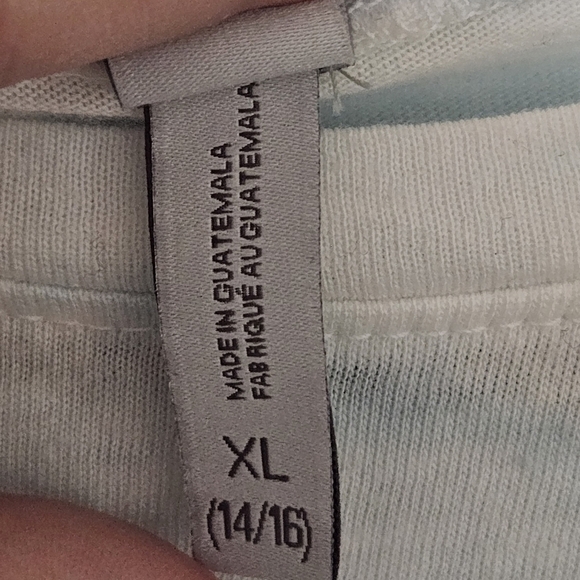 MADE IN GUATEMALA
FABRIQUÉ AU GUATEMALA
XL
(14/16)